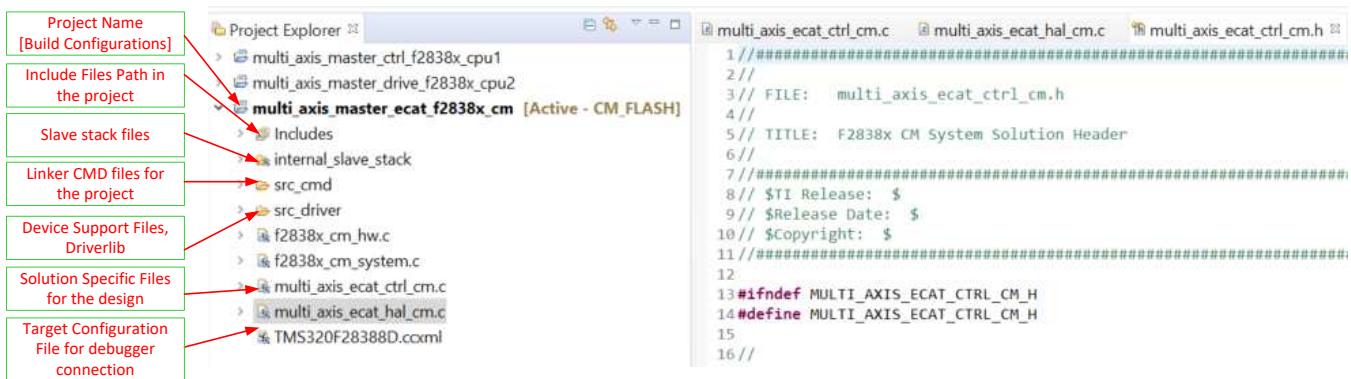 Project Name
[Build Configurations]
Include Files Path in
the project
Slave stack files
Linker CMD files for
the project
Device Support Files,
Driverlib
Solution Specific Files
for the design
Target Configuration
File for debugger
connection
Project Explorer
multi_axis_master_ctrl_f2838x_cpu1
multi_axis_master_drive_f2838x_cpu2
multi_axis_master_ecat_f2838x_cm [Active - CM_FLASH]
Includes
internal_slave_stack
src_cmd
src_driver
f2838x_cm_hw.c
f2838x_cm_system.c
multi_axis_ecat_ctrl_cm.c
multi_axis_ecat_hal_cm.c
TMS320F28388D.ccxml
multi_axis_ecat_ctrl_cm.c multi_axis_ecat_hal_cm.c multi_axis_ecat_ctrl_cm.h
1//##################################################################
2//
3// FILE: multi_axis_ecat_ctrl_cm.h
4//
5// TITLE: F2838x CM System Solution Header
6//
7//##################################################################
8// $TI Release: $
9// $Release Date: $
10// $Copyright: $
11//##################################################################
12
13#ifndef MULTI_AXIS_ECAT_CTRL_CM_H
14#define MULTI_AXIS_ECAT_CTRL_CM_H
15
16//